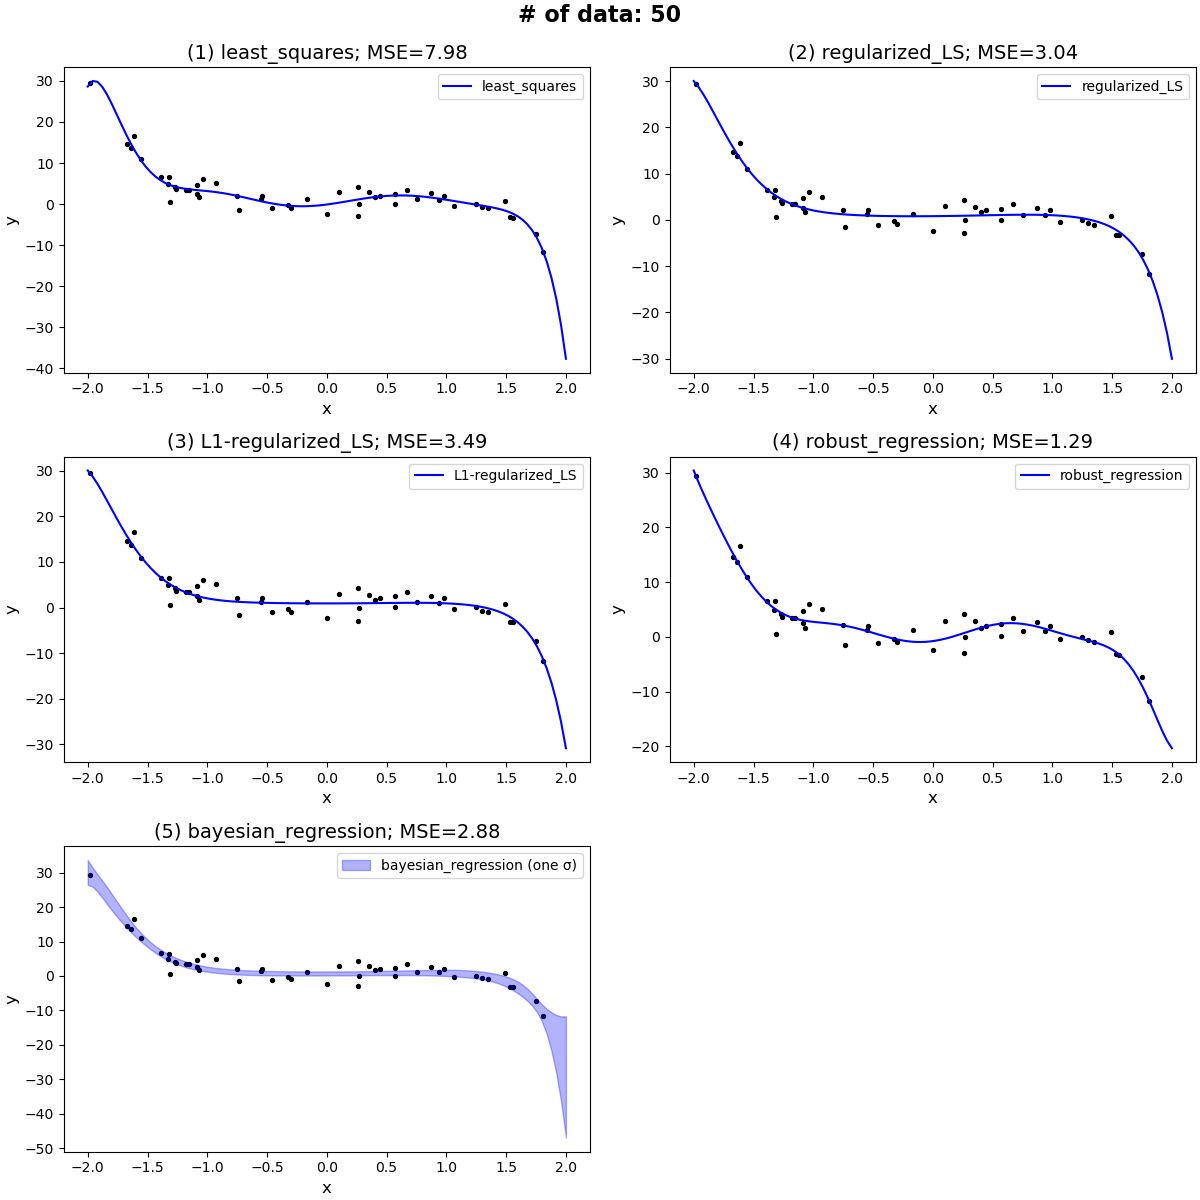 # of data: 50
(1) least_squares; MSE=7.98
least_squares
30
20
10
0
−10
−20
−30
−40
y
−2.0 −1.5 −1.0 −0.5 0.0 0.5 1.0 1.5 2.0
x
(2) regularized_LS; MSE=3.04
regularized_LS
30
20
10
0
−10
−20
−30
y
−2.0 −1.5 −1.0 −0.5 0.0 0.5 1.0 1.5 2.0
x
(3) L1-regularized_LS; MSE=3.49
L1-regularized_LS
30
20
10
0
−10
−20
−30
y
−2.0 −1.5 −1.0 −0.5 0.0 0.5 1.0 1.5 2.0
x
(4) robust_regression; MSE=1.29
robust_regression
30
20
10
0
−10
−20
y
−2.0 −1.5 −1.0 −0.5 0.0 0.5 1.0 1.5 2.0
x
(5) bayesian_regression; MSE=2.88
bayesian_regression (one σ)
30
20
10
0
−10
−20
−30
−40
−50
y
−2.0 −1.5 −1.0 −0.5 0.0 0.5 1.0 1.5 2.0
x